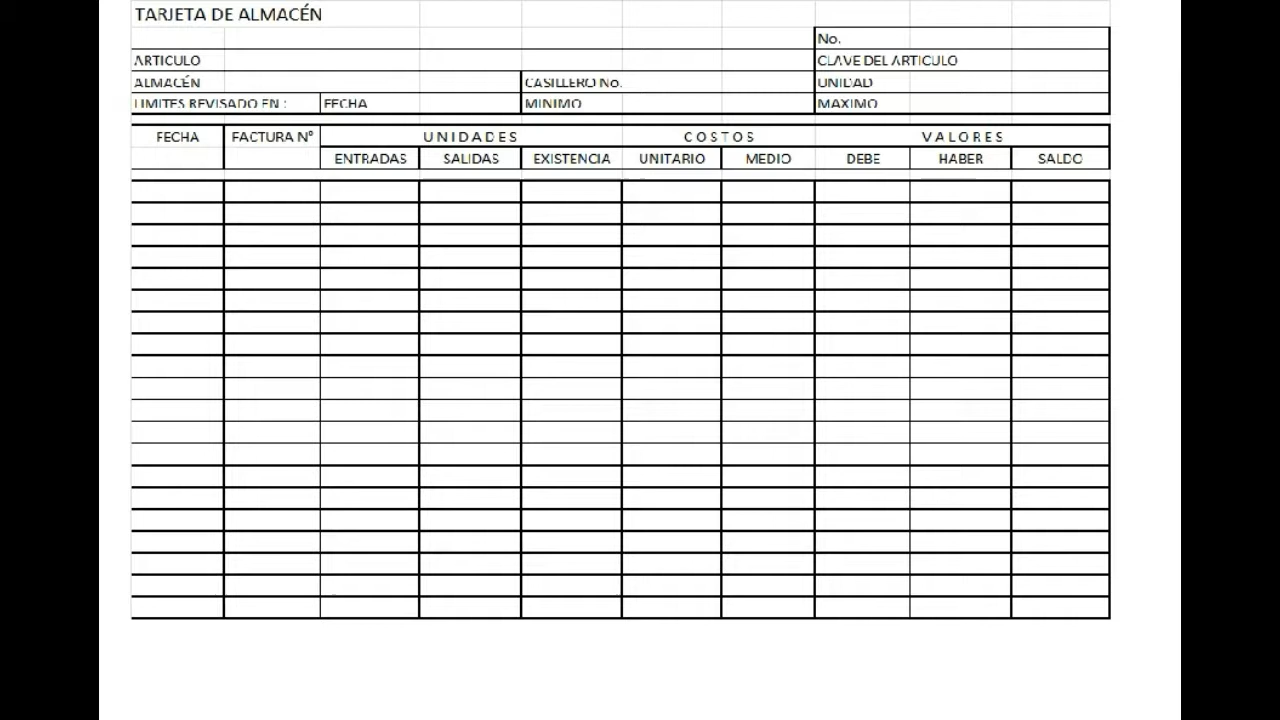 TARJETA DE ALMACÉN
No.
ARTICULO CLAVE DEL ARTICULO
ALMACÉN CASILLERO No. UNIDAD
LIMITES REVISADO EN : FECHA MINIMO MAXIMO
FECHA FACTURA Nº UNIDADES COSTOS VALORES
ENTRADAS SALIDAS EXISTENCIA UNITARIO MEDIO DEBE HABER SALDO